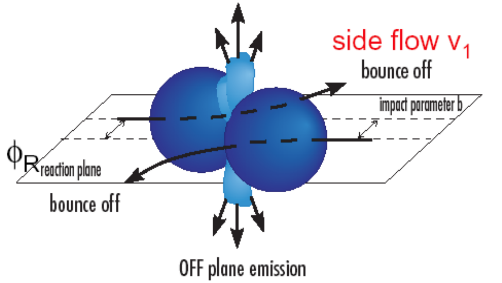 side flow v₁
bounce off
impact parameter b
ϕR reaction plane
bounce off
OFF plane emission